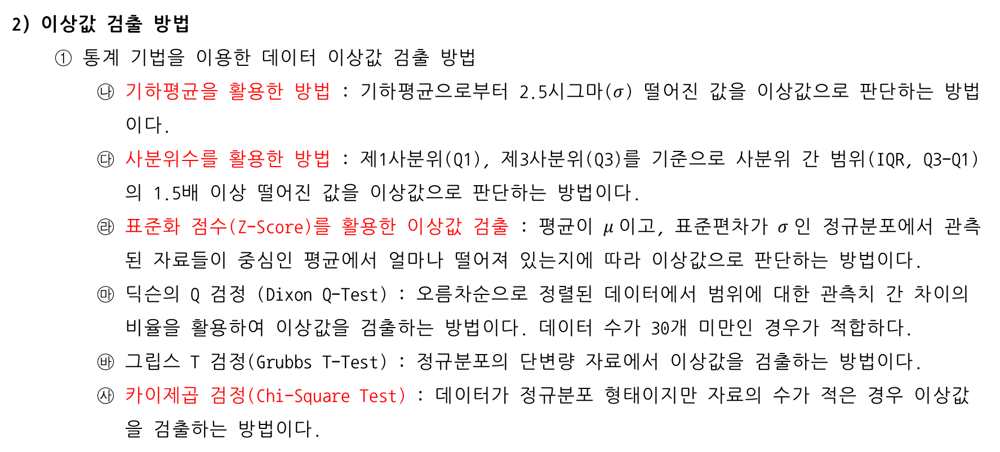 2) 이상값 검출 방법
① 통계 기법을 이용한 데이터 이상값 검출 방법
㉯ 기하평균을 활용한 방법 : 기하평균으로부터 2.5시그마(σ) 떨어진 값을 이상값으로 판단하는 방법
이다.
㉰ 사분위수를 활용한 방법 : 제1사분위(Q1), 제3사분위(Q3)를 기준으로 사분위 간 범위(IQR, Q3-Q1)
의 1.5배 이상 떨어진 값을 이상값으로 판단하는 방법이다.
㉱ 표준화 점수(Z-Score)를 활용한 이상값 검출 : 평균이 μ이고, 표준편차가 σ인 정규분포에서 관측
된 자료들이 중심인 평균에서 얼마나 떨어져 있는지에 따라 이상값으로 판단하는 방법이다.
㉲ 딕슨의 Q 검정 (Dixon Q-Test) : 오름차순으로 정렬된 데이터에서 범위에 대한 관측치 간 차이의
비율을 활용하여 이상값을 검출하는 방법이다. 데이터 수가 30개 미만인 경우가 적합하다.
㉳ 그립스 T 검정(Grubbs T-Test) : 정규분포의 단변량 자료에서 이상값을 검출하는 방법이다.
㉴ 카이제곱 검정(Chi-Square Test) : 데이터가 정규분포 형태이지만 자료의 수가 적은 경우 이상값
을 검출하는 방법이다.